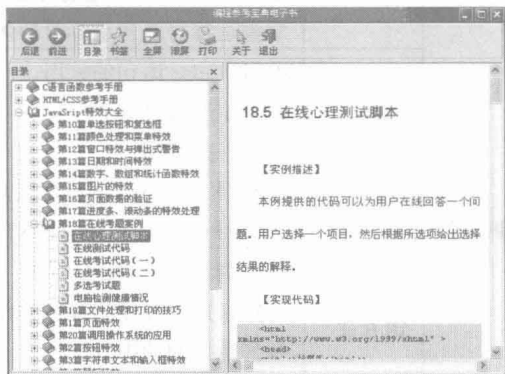 编程参考宝典电子书
后退 前进 目录 书签 全屏 滚屏 打印 关于 退出
目录
C语言函数参考手册
HTML+CSS参考手册
JavaSript特效大全
第10篇单选按钮和复选框
第11篇颜色处理和菜单特效
第12篇窗口特效与弹出式警告
第13篇日期和时间特效
第14篇数字、数组和统计函数特效
第15篇图片的特效
第16篇页面数据的验证
第17篇进度条、滚动条的特效处理
第18篇在线考题案例
在线心理测试脚本
在线测试代码
在线考试代码(一)
在线考试代码(二)
多选考试题
电脑检测健康情况
第19篇文件处理和打印的技巧
第1篇页面特效
第20篇调用操作系统的应用
第2篇按钮特效
第3篇字符串文本和输入框特效
18.5 在线心理测试脚本
【实例描述】
本例提供的代码可以为用户在线回答一个问
题。用户选择一个项目,然后根据所选项给出选择
结果的解释。
【实现代码】
<html
xmlns="http://www.w3.org/1999/xhtml" >
<head>